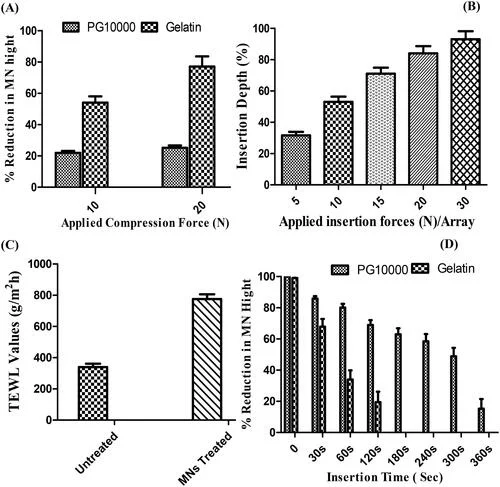 (A)
PG10000 Gelatin
% Reduction in MN hight
100
80
60
40
20
0
10 20
Applied Compression Force (N)
(B)
Insertion Depth (%)
100
80
60
40
20
0
5 10 15 20 30
Applied insertion forces (N)/Array
(C)
TEWL Values (g/m²h)
1000
800
600
400
200
0
Untreated MNs Treated
(D)
PG10000 Gelatin
% Reduction in MN Hight
100
80
60
40
20
0
0 30s 60s 120s 180s 240s 300s 360s
Insertion Time ( Sec)